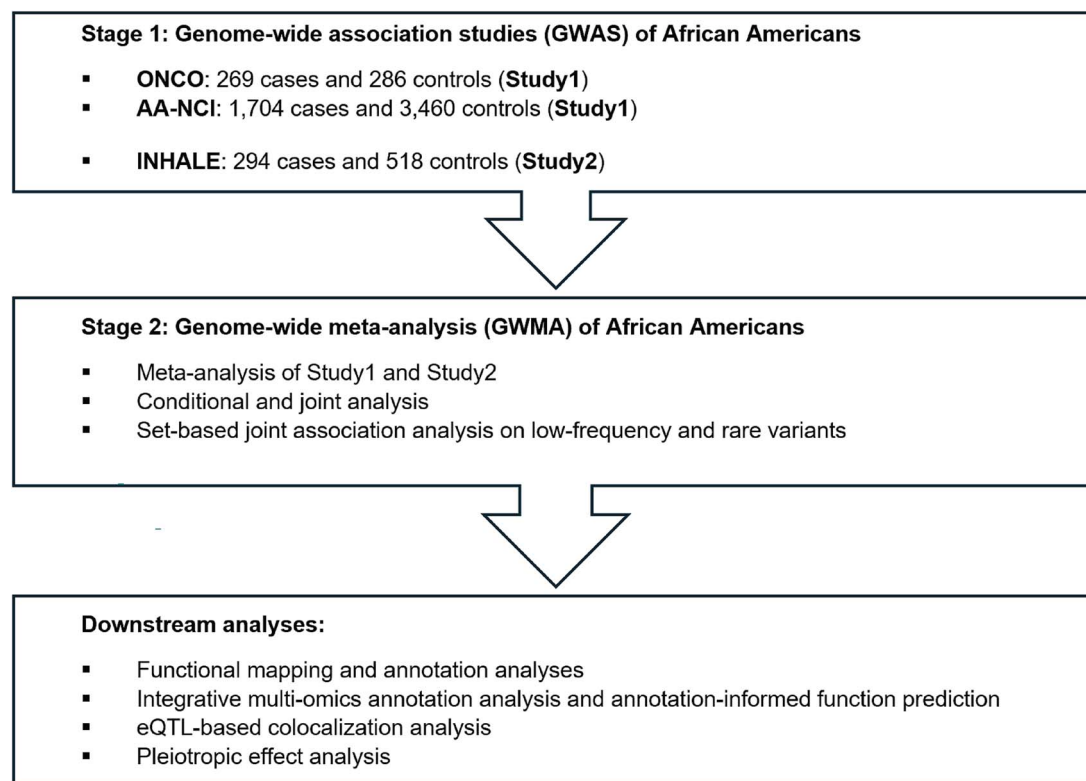 Stage 1: Genome-wide association studies (GWAS) of African Americans
▪ ONCO: 269 cases and 286 controls (Study1)
▪ AA-NCI: 1,704 cases and 3,460 controls (Study1)
▪ INHALE: 294 cases and 518 controls (Study2)
Stage 2: Genome-wide meta-analysis (GWMA) of African Americans
▪ Meta-analysis of Study1 and Study2
▪ Conditional and joint analysis
▪ Set-based joint association analysis on low-frequency and rare variants
Downstream analyses:
▪ Functional mapping and annotation analyses
▪ Integrative multi-omics annotation analysis and annotation-informed function prediction
▪ eQTL-based colocalization analysis
▪ Pleiotropic effect analysis